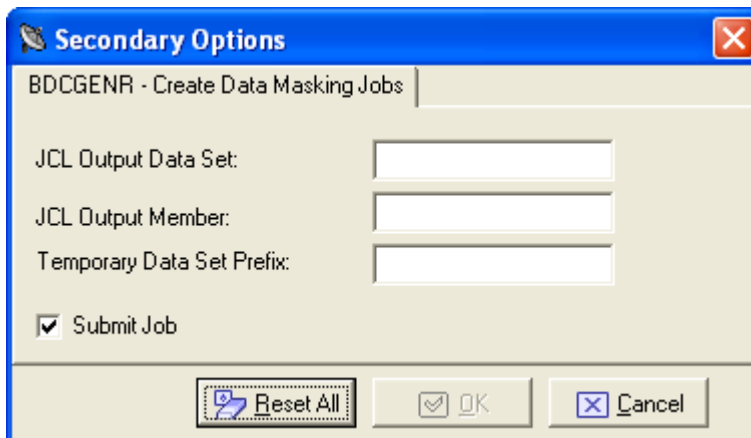 Secondary Options
BDCGENR - Create Data Masking Jobs
JCL Output Data Set:
JCL Output Member:
Temporary Data Set Prefix:
Submit Job
Reset All
OK
Cancel